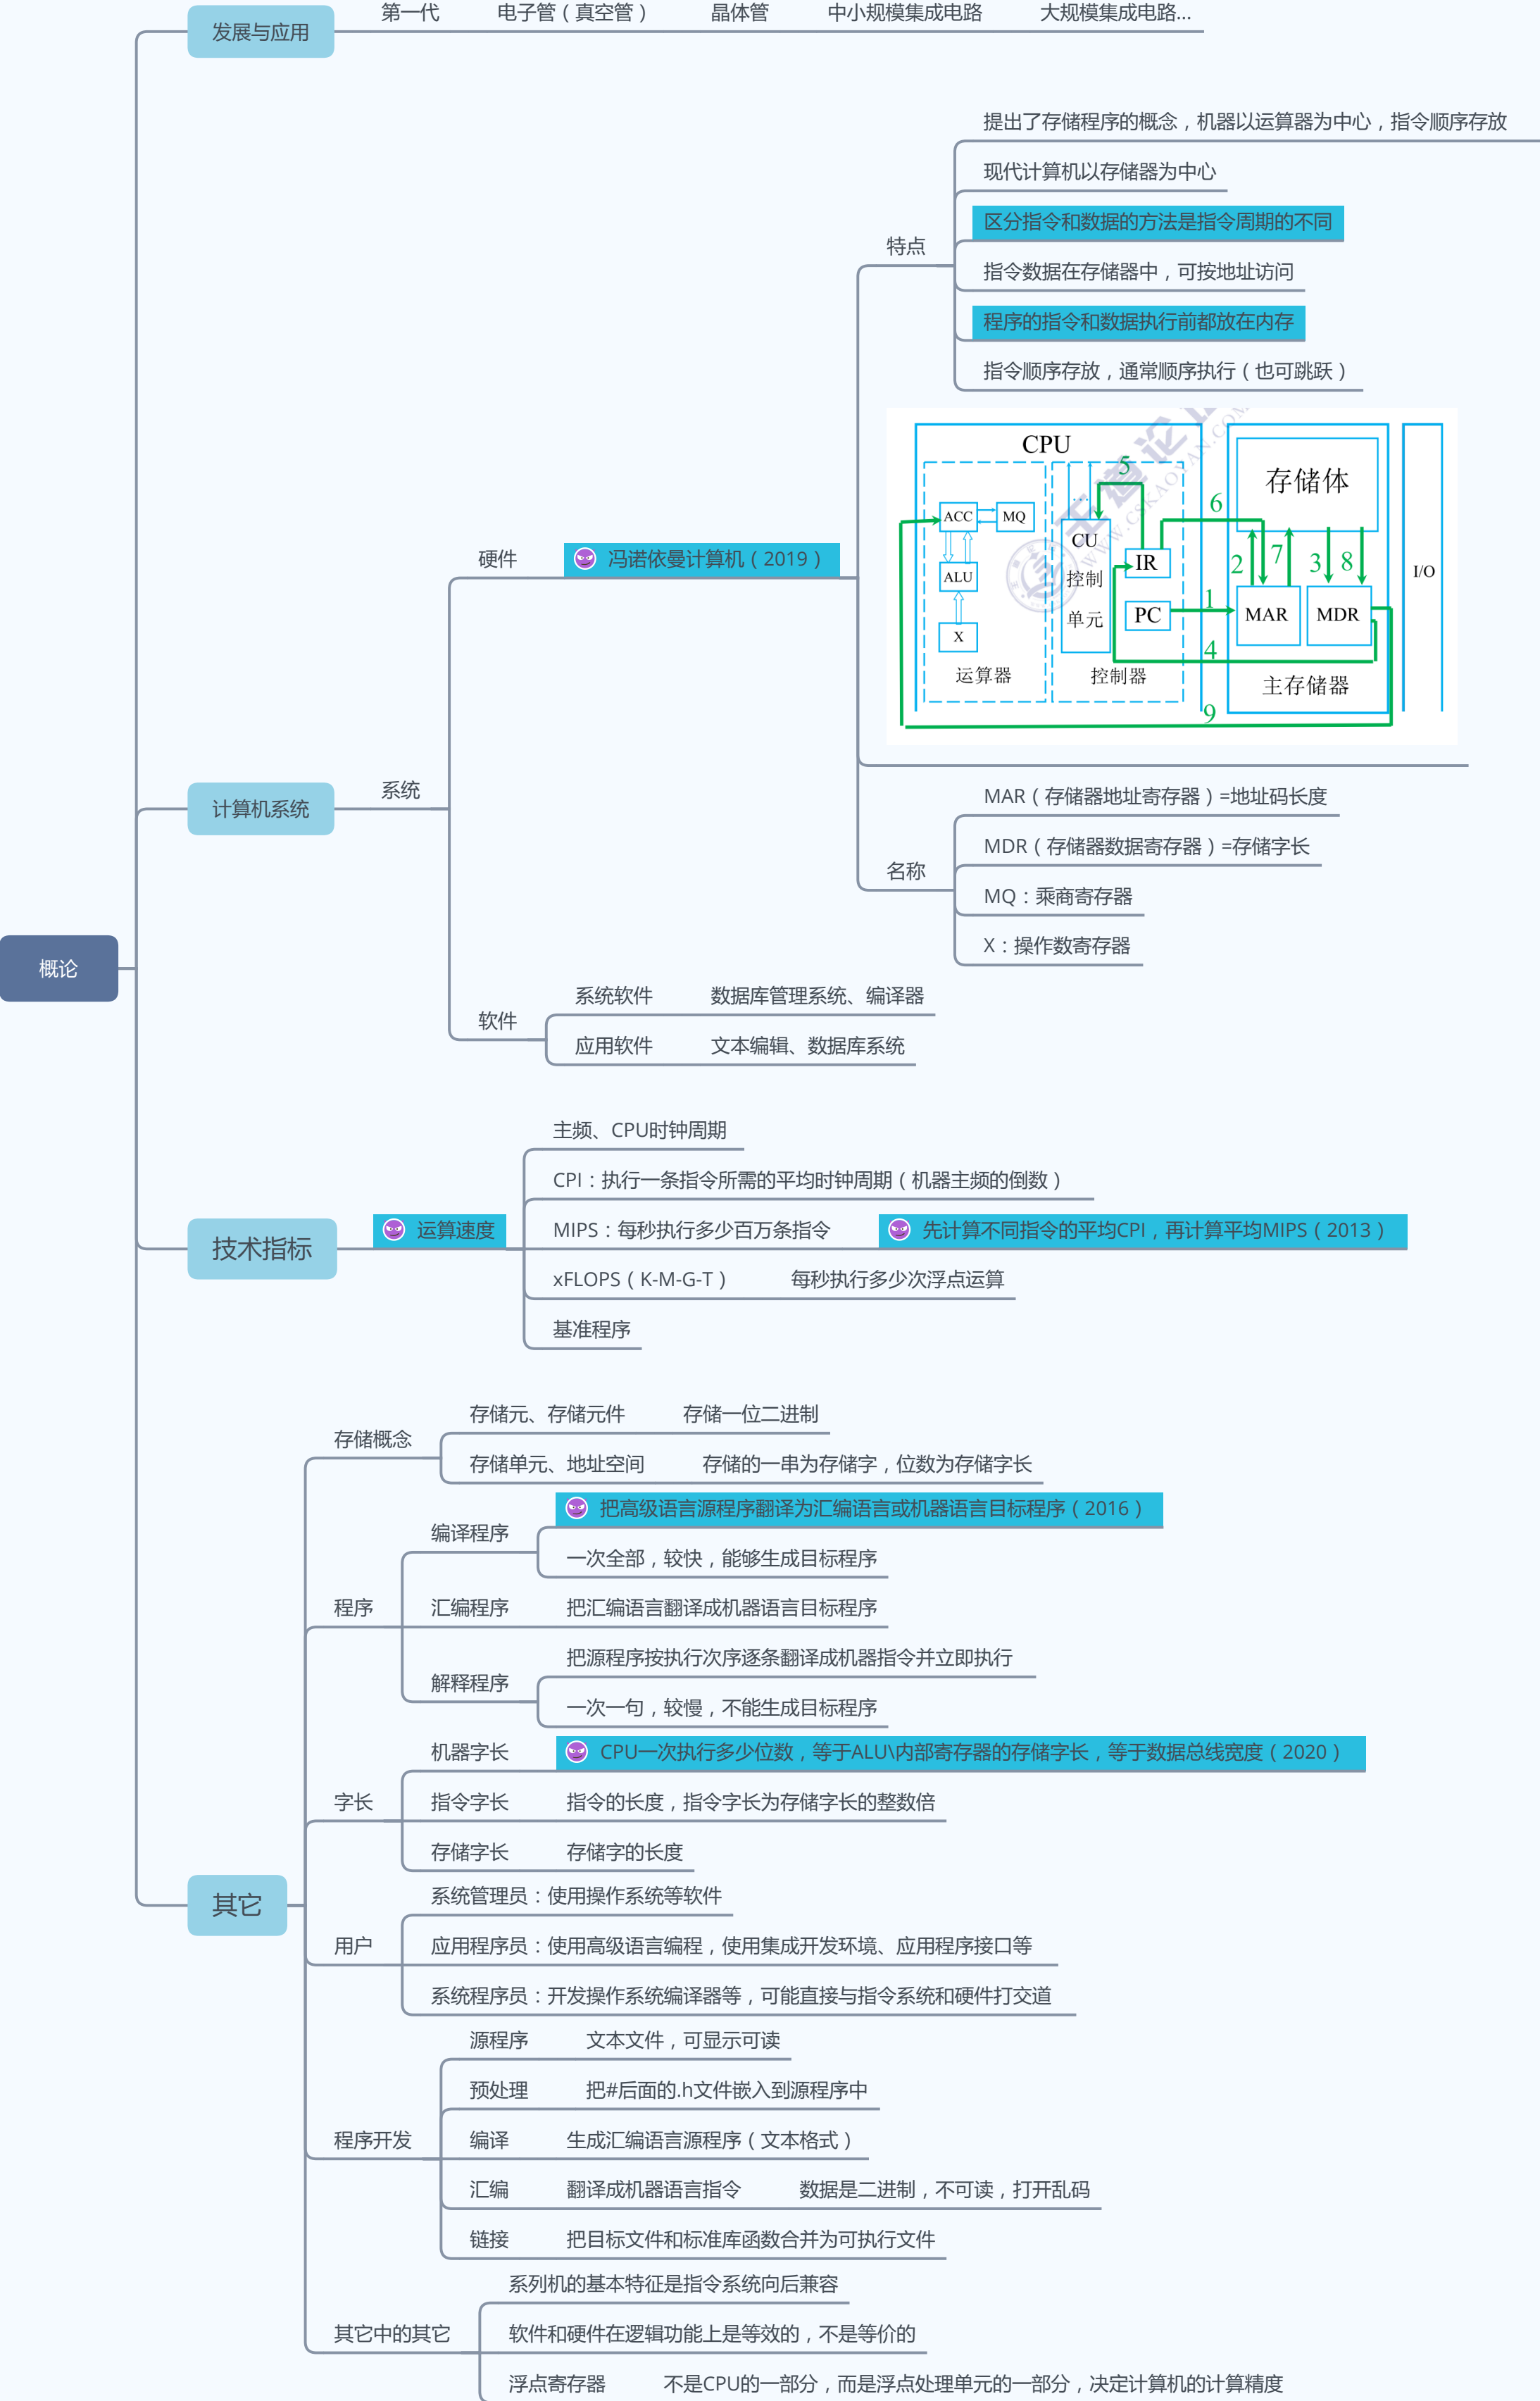 发展与应用
第一代 电子管（真空管） 晶体管 中小规模集成电路 大规模集成电路...
提出了存储程序的概念，机器以运算器为中心，指令顺序存放
现代计算机以存储器为中心
区分指令和数据的方法是指令周期的不同
特点
指令数据在存储器中，可按地址访问
程序的指令和数据执行前都放在内存
指令顺序存放，通常顺序执行（也可跳跃）
CPU
5
存储体
6
ACC
MQ
...
CU
控制
单元
IR
2
7
3
8
I/O
ALU
1
PC
MAR
MDR
X
4
运算器
控制器
主存储器
9
WWW.CSKAOYAN.COM
硬件
冯诺依曼计算机（2019）
计算机系统
系统
MAR（存储器地址寄存器）=地址码长度
MDR（存储器数据寄存器）=存储字长
名称
MQ：乘商寄存器
X：操作数寄存器
概论
软件
系统软件 数据库管理系统、编译器
应用软件 文本编辑、数据库系统
主频、CPU时钟周期
CPI：执行一条指令所需的平均时钟周期（机器主频的倒数）
技术指标
运算速度
MIPS：每秒执行多少百万条指令 先计算不同指令的平均CPI，再计算平均MIPS（2013）
xFLOPS（K-M-G-T） 每秒执行多少次浮点运算
基准程序
存储概念
存储元、存储元件 存储一位二进制
存储单元、地址空间 存储的一串为存储字，位数为存储字长
编译程序
把高级语言源程序翻译为汇编语言或机器语言目标程序（2016）
一次全部，较快，能够生成目标程序
程序
汇编程序 把汇编语言翻译成机器语言目标程序
解释程序
把源程序按执行次序逐条翻译成机器指令并立即执行
一次一句，较慢，不能生成目标程序
机器字长 CPU一次执行多少位数，等于ALU\内部寄存器的存储字长，等于数据总线宽度（2020）
字长
指令字长 指令的长度，指令字长为存储字长的整数倍
存储字长 存储字的长度
其它
系统管理员：使用操作系统等软件
用户
应用程序员：使用高级语言编程，使用集成开发环境、应用程序接口等
系统程序员：开发操作系统编译器等，可能直接与指令系统和硬件打交道
源程序 文本文件，可显示可读
预处理 把#后面的.h文件嵌入到源程序中
程序开发
编译 生成汇编语言源程序（文本格式）
汇编 翻译成机器语言指令 数据是二进制，不可读，打开乱码
链接 把目标文件和标准库函数合并为可执行文件
系列机的基本特征是指令系统向后兼容
其它中的其它
软件和硬件在逻辑功能上是等效的，不是等价的
浮点寄存器 不是CPU的一部分，而是浮点处理单元的一部分，决定计算机的计算精度